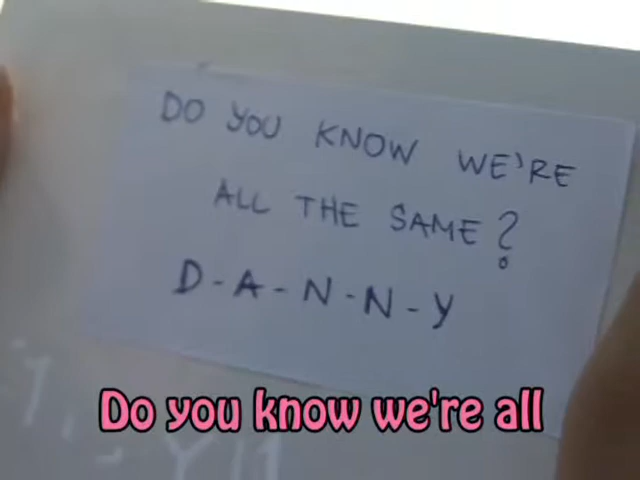 DO YOU KNOW WE'RE
ALL THE SAME?
D-A-N-N-Y
Do you know we're all